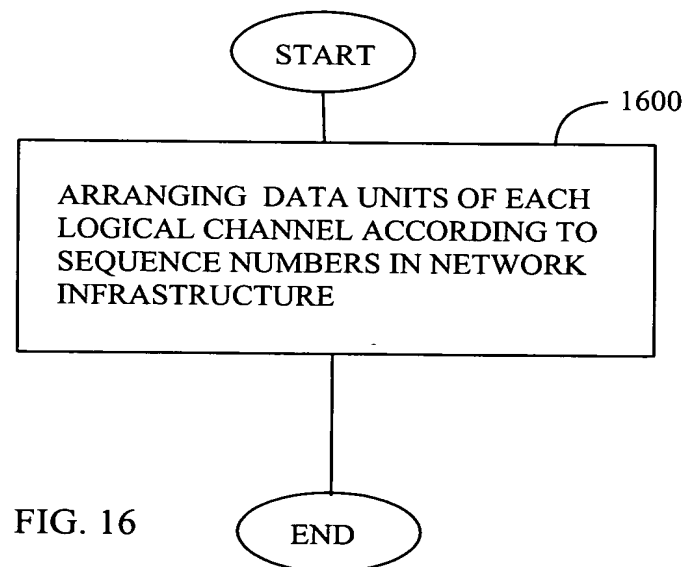 START
1600
ARRANGING DATA UNITS OF EACH
LOGICAL CHANNEL ACCORDING TO
SEQUENCE NUMBERS IN NETWORK
INFRASTRUCTURE
FIG. 16
END